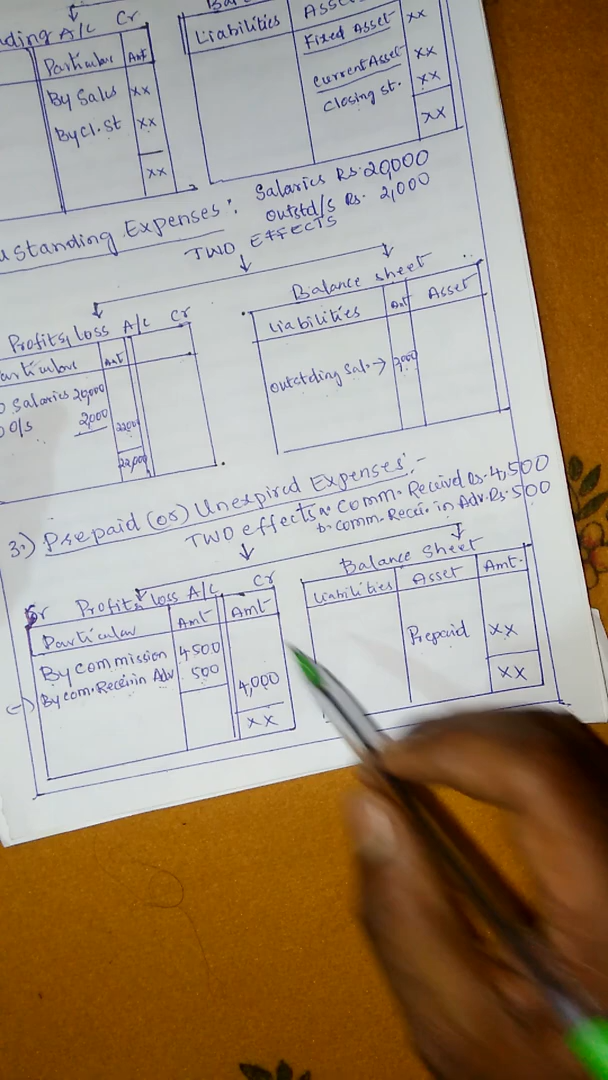 A/C Cr
Particular Amt
By Sales xx
By Cl. St xx
xx
Liabilities
Fixed Asset xx
Current Asset xx
Closing st. xx
xx
ustanding Expenses: Salaries Rs. 20,000
Outstd/s Rs. 2,000
TWO EFFECTS
Profits, loss A/C Cr
articulars Amt
Salaries 20,000
O/s 2,000 22,000
22,000
Balance sheet
Liabilities Amt Asset
Outstding Sal. → 2,000
3.) Prepaid (or) Unexpired Expenses:-
TWO effects a. Comm. Received Rs. 4,500
b. comm. Recei. in Adv. Rs. 500
Profits, loss A/C Cr
Particular Amt Amt
By Commission 4500
(-) By com. Recei in Adv 500 4,000
xx
Balance sheet
Liabilities Asset Amt.
Prepaid xx
xx